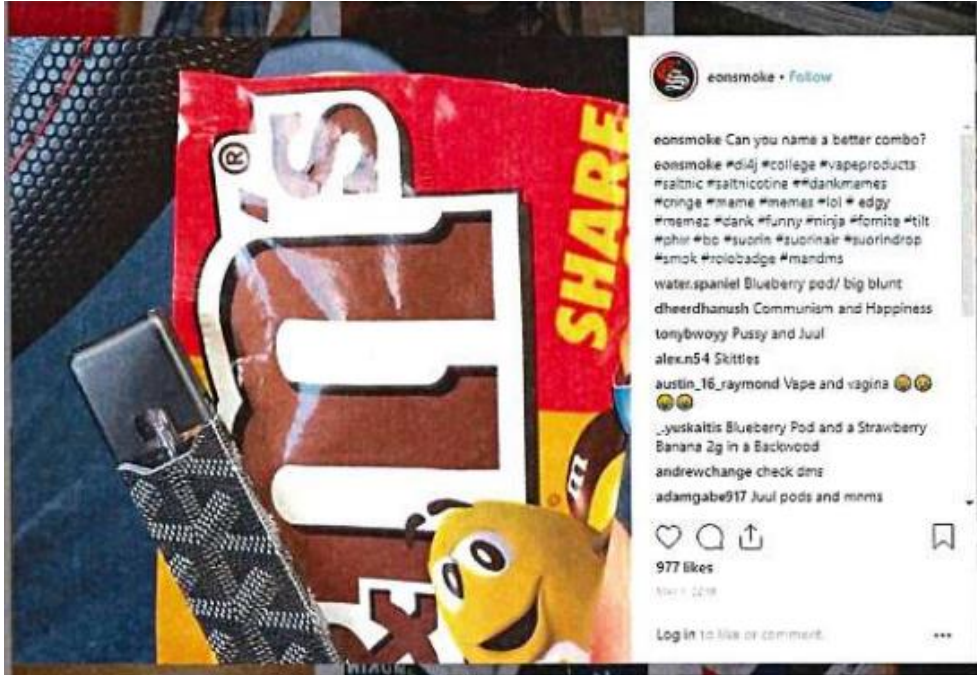 eonsmoke • Follow
eonsmoke Can you name a better combo?
eonsmoke #di4j #college #vapeproducts
#saltnic #saltnicotine ##dankmemes
#cringe #meme #memes #lol # edgy
#memez #dank #funny #ninja #fornite #tilt
#phir #bo #suorin #suorinair #suorindrop
#smok #rolobadge #mandms
water.spaniel Blueberry pod/ big blunt
dheerdhanush Communism and Happiness
tonybwoyy Pussy and Juul
alex.n54 Skittles
austin_16_raymond Vape and vagina
_.yuskaitis Blueberry Pod and a Strawberry
Banana 2g in a Backwood
andrewchange check dms
adamgabe917 Juul pods and mnms
977 likes
Log in to like or comment.
m's
®
SHARE
m